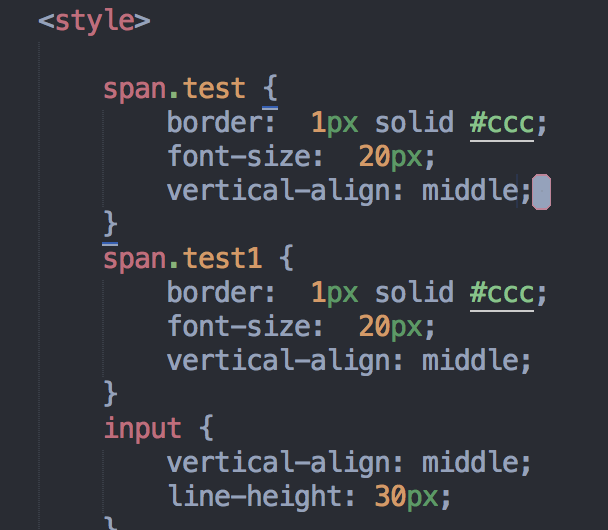 <style>
span.test {
border:  1px solid #ccc;
font-size:  20px;
vertical-align: middle;
}
span.test1 {
border:  1px solid #ccc;
font-size:  20px;
vertical-align: middle;
}
input {
vertical-align: middle;
line-height: 30px;
}